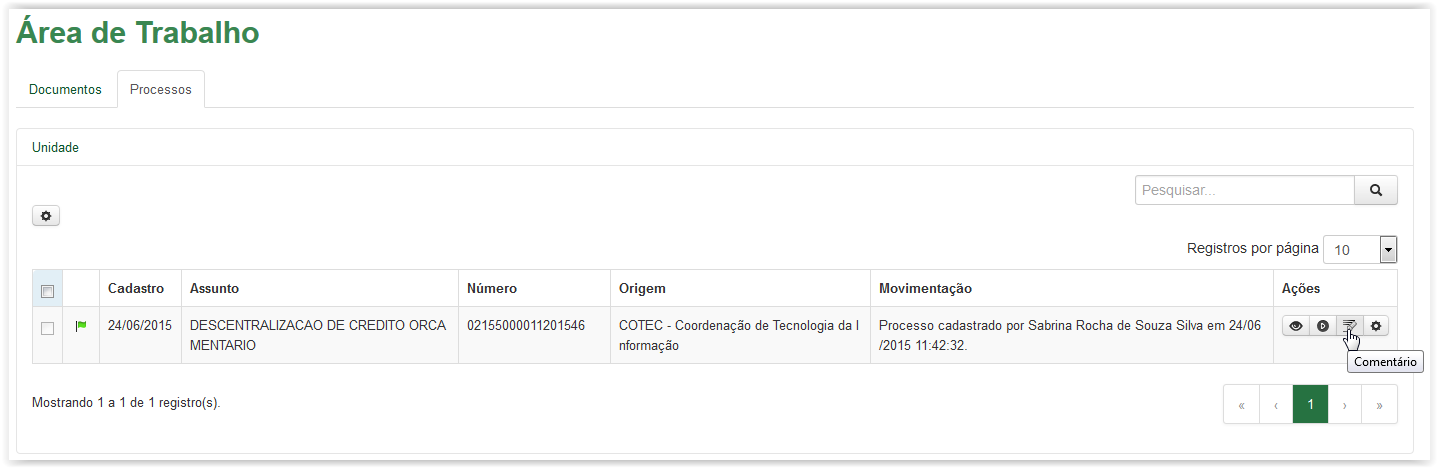 Área de Trabalho
Documentos Processos
Unidade
Pesquisar...
Registros por página 10
Cadastro Assunto Número Origem Movimentação Ações
24/06/2015 DESCENTRALIZACAO DE CREDITO ORCA 02155000011201546 COTEC - Coordenação de Tecnologia da I Processo cadastrado por Sabrina Rocha de Souza Silva em 24/06
MENTARIO nformação /2015 11:42:32.
Comentário
Mostrando 1 a 1 de 1 registro(s). « ‹ 1 › »